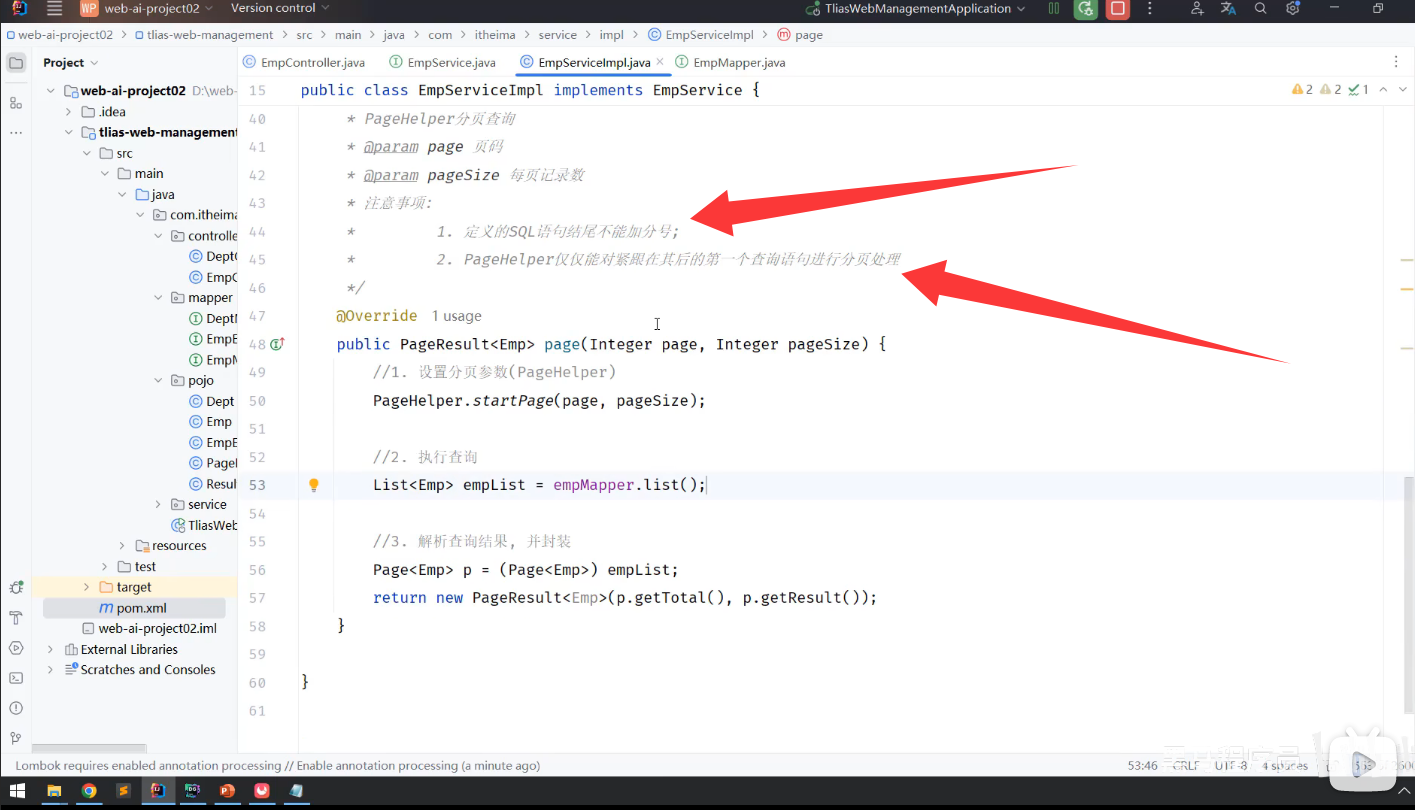 WP web-ai-project02 Version control TliasWebManagementApplication
web-ai-project02 > tlias-web-management > src > main > java > com > itheima > service > impl > EmpServiceImpl > page
Project
EmpController.java EmpService.java EmpServiceImpl.java × EmpMapper.java
web-ai-project02 D:\web-
.idea
tlias-web-management
src
main
java
com.itheima
controlle
DeptC
EmpC
mapper
DeptM
EmpE
EmpM
pojo
Dept
Emp
EmpE
PageR
Resul
service
TliasWeb
resources
test
target
pom.xml
web-ai-project02.iml
External Libraries
Scratches and Consoles
15 public class EmpServiceImpl implements EmpService {
2 2 1
40 * PageHelper分页查询
41 * @param page 页码
42 * @param pageSize 每页记录数
43 * 注意事项:
44 * 1. 定义的SQL语句结尾不能加分号;
45 * 2. PageHelper仅仅能对紧跟在其后的第一个查询语句进行分页处理
46 */
47 @Override 1 usage
48 public PageResult<Emp> page(Integer page, Integer pageSize) {
49 //1. 设置分页参数(PageHelper)
50 PageHelper.startPage(page, pageSize);
51
52 //2. 执行查询
53 List<Emp> empList = empMapper.list();
54
55 //3. 解析查询结果, 并封装
56 Page<Emp> p = (Page<Emp>) empList;
57 return new PageResult<Emp>(p.getTotal(), p.getResult());
58 }
59
60 }
61
Lombok requires enabled annotation processing // Enable annotation processing (a minute ago)
53:46 CRLF UTF-8 4 spaces